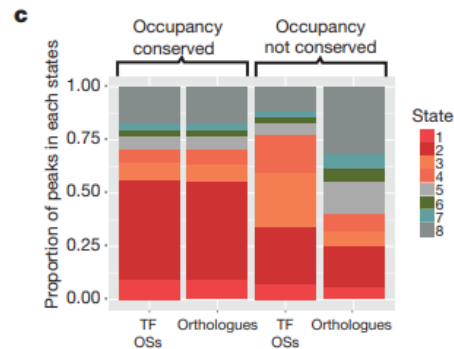 c
Occupancy
conserved
Occupancy
not conserved
Proportion of peaks in each states
1.00
0.75
0.50
0.25
0.00
TF
OSs
Orthologues
TF
OSs
Orthologues
State
1
2
3
4
5
6
7
8